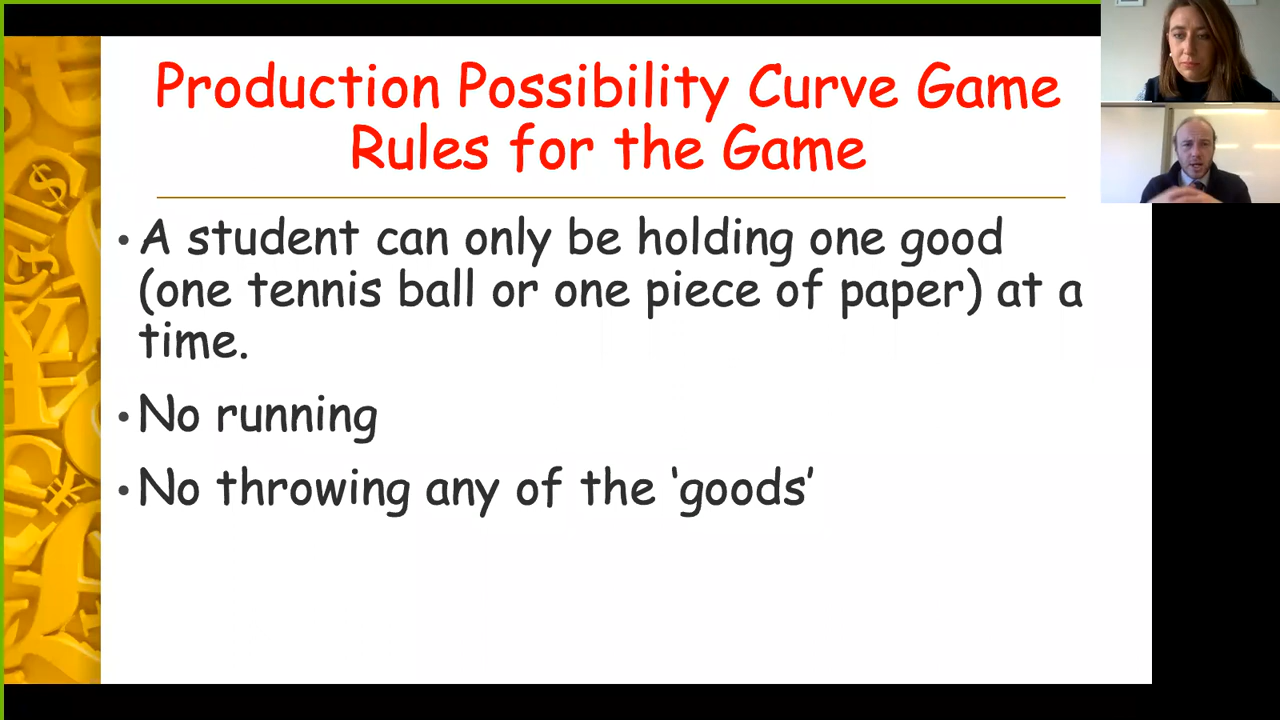 Production Possibility Curve Game
Rules for the Game
• A student can only be holding one good
(one tennis ball or one piece of paper) at a
time.
• No running
• No throwing any of the ‘goods’